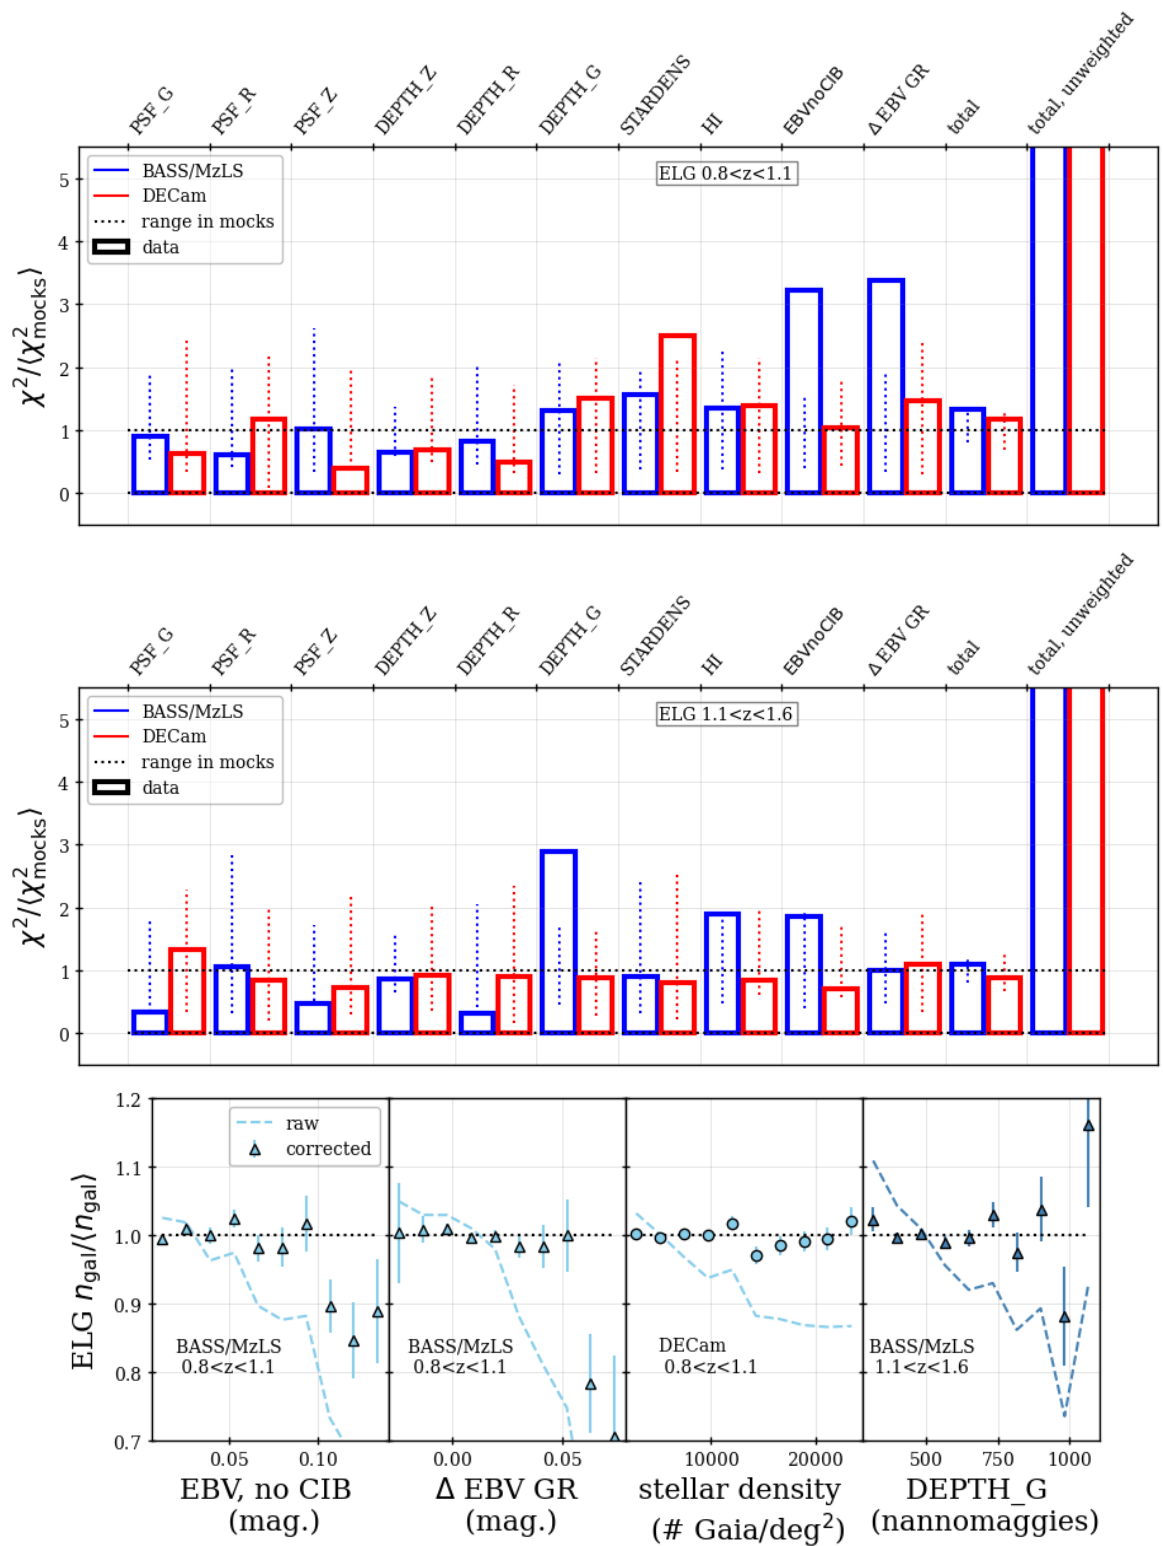 PSF_G
PSF_R
PSF_Z
DEPTH_Z
DEPTH_R
DEPTH_G
STARDENS
HI
EBVnoCIB
Δ EBV GR
total
total, unweighted
BASS/MzLS
DECam
range in mocks
data
ELG 0.8<z<1.1
5
4
3
2
1
0
χ²/⟨χ²mocks⟩
PSF_G
PSF_R
PSF_Z
DEPTH_Z
DEPTH_R
DEPTH_G
STARDENS
HI
EBVnoCIB
Δ EBV GR
total
total, unweighted
BASS/MzLS
DECam
range in mocks
data
ELG 1.1<z<1.6
5
4
3
2
1
0
χ²/⟨χ²mocks⟩
1.2
1.1
1.0
0.9
0.8
0.7
ELG ngal/⟨ngal⟩
raw
corrected
BASS/MzLS
0.8<z<1.1
BASS/MzLS
0.8<z<1.1
DECam
0.8<z<1.1
BASS/MzLS
1.1<z<1.6
0.05 0.10
0.00 0.05
10000 20000
500 750 1000
EBV, no CIB
(mag.)
Δ EBV GR
(mag.)
stellar density
(# Gaia/deg²)
DEPTH_G
(nannomaggies)